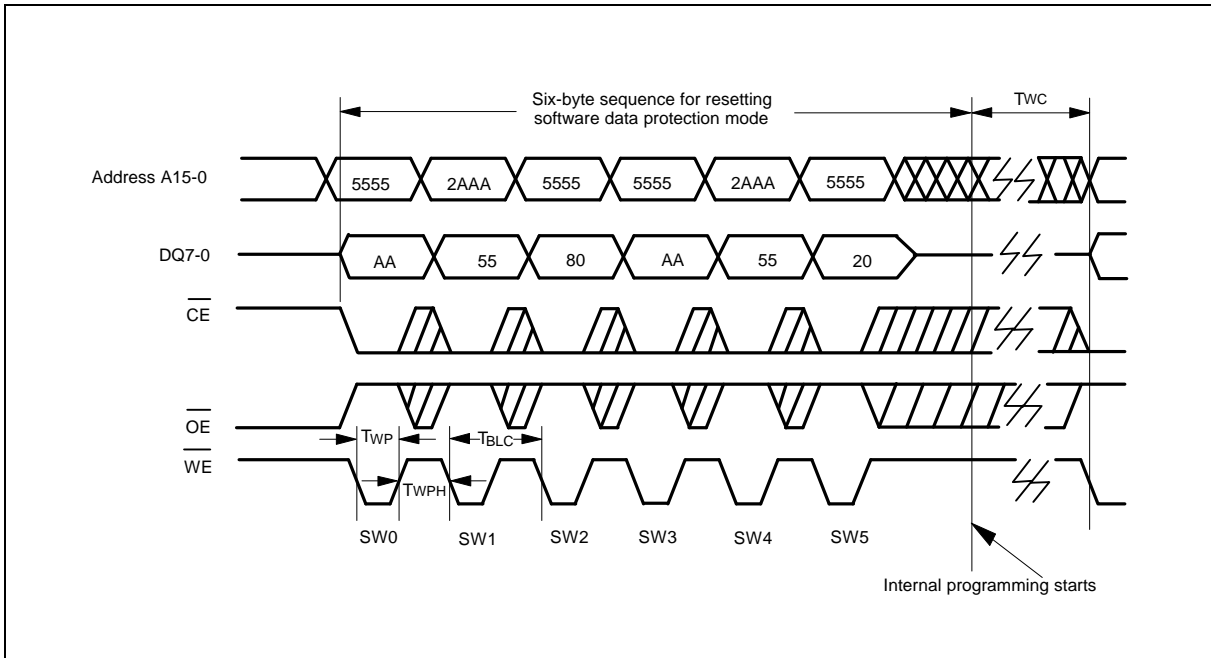 Six-byte sequence for resetting
software data protection mode
TWC
Address A15-0
5555 2AAA 5555 5555 2AAA 5555
DQ7-0
AA 55 80 AA 55 20
CE
OE
TWP TBLC
WE
TWPH
SW0 SW1 SW2 SW3 SW4 SW5
Internal programming starts